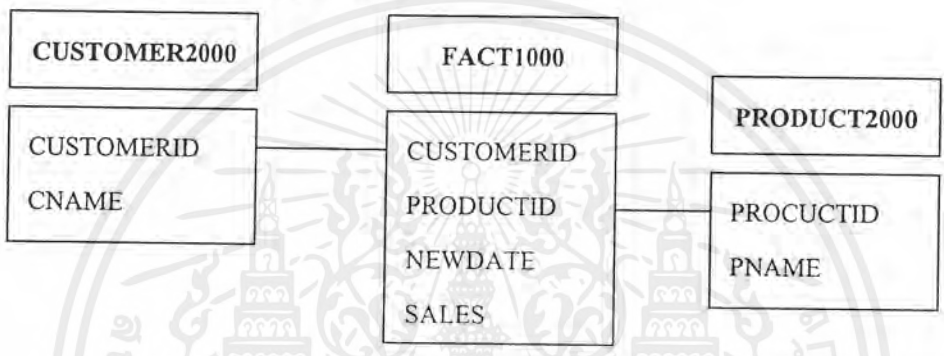 CUSTOMER2000
CUSTOMERID
CNAME
FACT1000
CUSTOMERID
PRODUCTID
NEWDATE
SALES
PRODUCT2000
PROCUCTID
PNAME